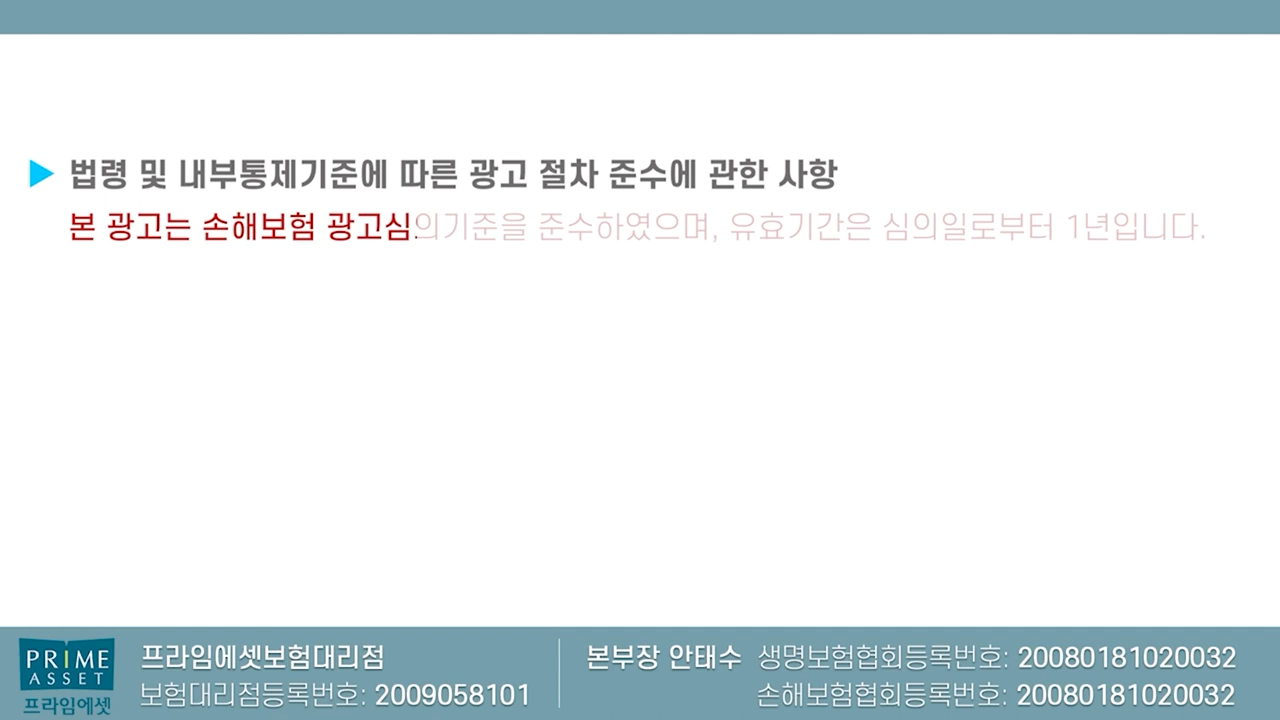 ▶ 법령 및 내부통제기준에 따른 광고 절차 준수에 관한 사항
본 광고는 손해보험 광고심의기준을 준수하였으며, 유효기간은 심의일로부터 1년입니다.
PRIME
ASSET
프라임에셋
프라임에셋보험대리점
보험대리점등록번호: 2009058101
본부장 안태수 생명보험협회등록번호: 20080181020032
손해보험협회등록번호: 20080181020032